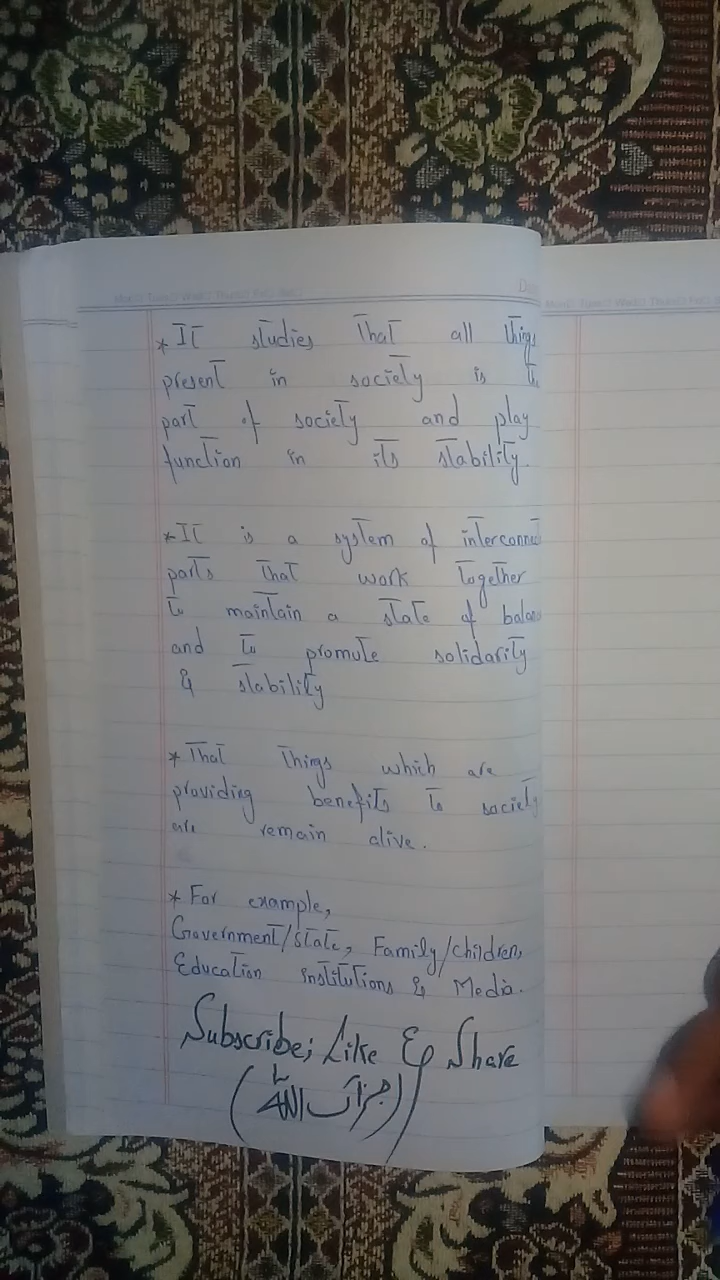 * It studies that all things
present in society is the
part of society and play
function in its stability.
* It is a system of interconnec
parts that work together
to maintain a state of balan
and to promote solidarity
& stability
* That things which are
providing benefits to society
are remain alive.
* For example,
Government/state, Family/children,
Education institutions & Media.
Subscribe; Like & Share
(جزاک اللہ)